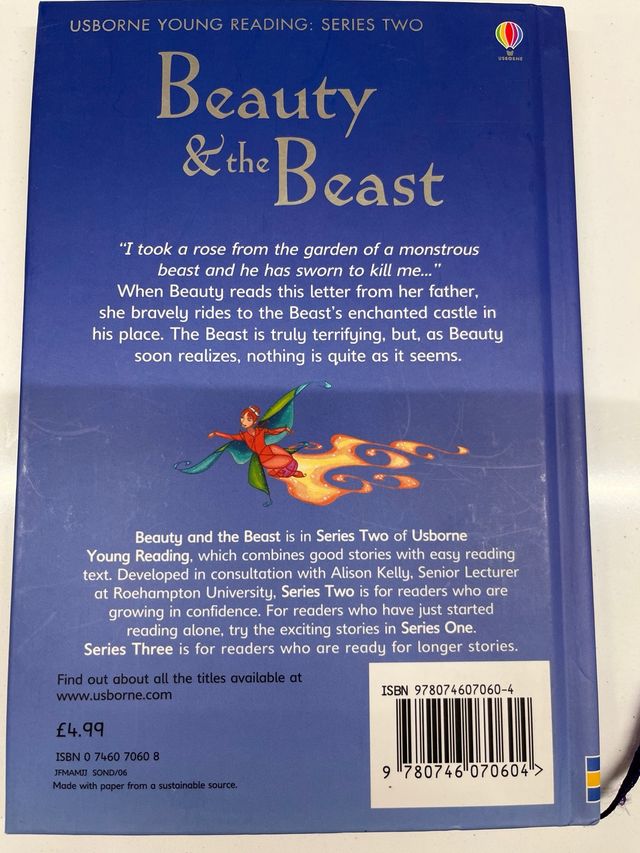 USBORNE YOUNG READING: SERIES TWO
USBORNE
Beauty
& the Beast
“I took a rose from the garden of a monstrous
beast and he has sworn to kill me...”
When Beauty reads this letter from her father,
she bravely rides to the Beast's enchanted castle in
his place. The Beast is truly terrifying, but, as Beauty
soon realizes, nothing is quite as it seems.
Beauty and the Beast is in Series Two of Usborne
Young Reading, which combines good stories with easy reading
text. Developed in consultation with Alison Kelly, Senior Lecturer
at Roehampton University, Series Two is for readers who are
growing in confidence. For readers who have just started
reading alone, try the exciting stories in Series One.
Series Three is for readers who are ready for longer stories.
Find out about all the titles available at
www.usborne.com
£4.99
ISBN 0 7460 7060 8
JFMAMJJ SOND/06
Made with paper from a sustainable source.
ISBN 978074607060-4
9 780746 070604 >